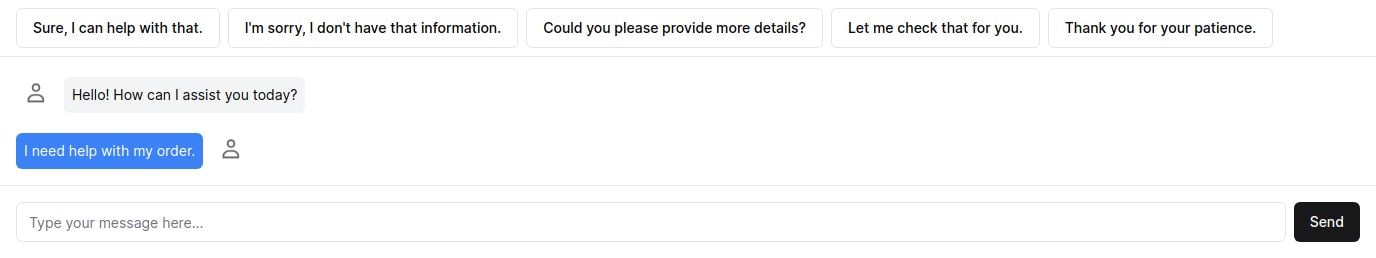 Sure, I can help with that.
I'm sorry, I don't have that information.
Could you please provide more details?
Let me check that for you.
Thank you for your patience.
Hello! How can I assist you today?
I need help with my order.
Type your message here...
Send